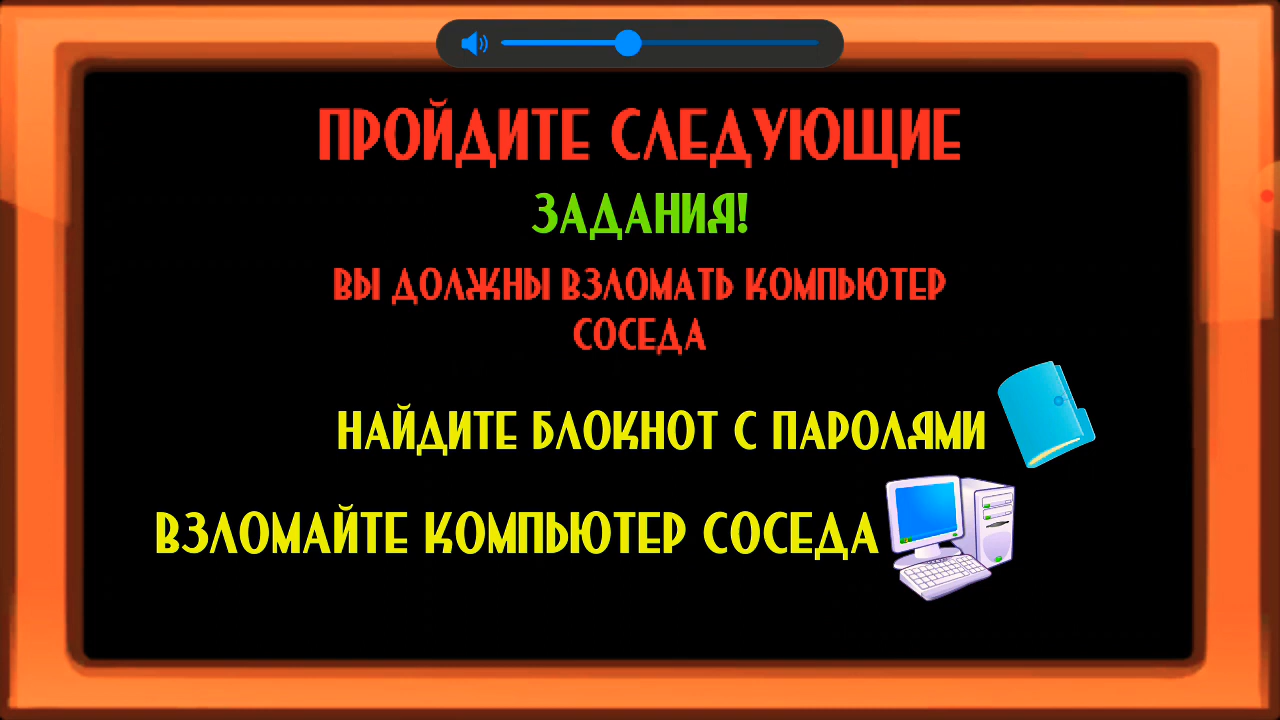 ПРОЙДИТЕ СЛЕДУЮЩИЕ
ЗАДАНИЯ!
ВЫ ДОЛЖНЫ ВЗЛОМАТЬ КОМПЬЮТЕР
СОСЕДА
НАЙДИТЕ БЛОКНОТ С ПАРОЛЯМИ
ВЗЛОМАЙТЕ КОМПЬЮТЕР СОСЕДА